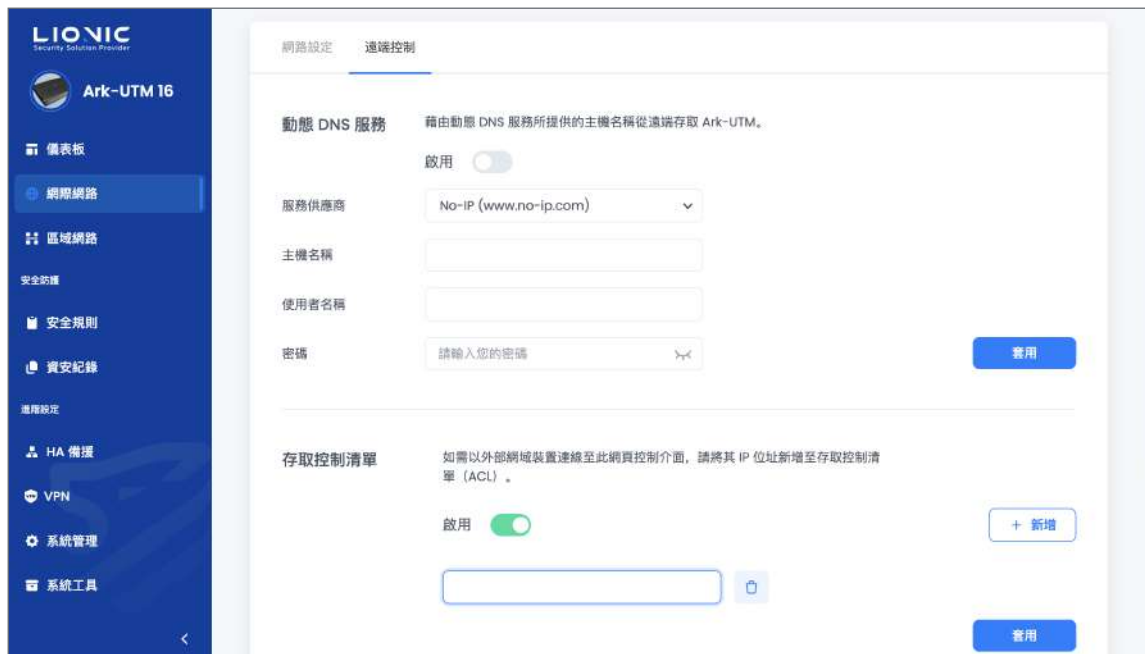 LIONIC
Security Solution Provider
Ark-UTM 16
儀表板
網際網路
區域網路
安全防護
安全規則
資安紀錄
進階設定
HA 備援
VPN
系統管理
系統工具
網路設定
遠端控制
動態 DNS 服務
藉由動態 DNS 服務所提供的主機名稱從遠端存取 Ark-UTM。
啟用
服務供應商
No-IP (www.no-ip.com)
主機名稱
使用者名稱
密碼
請輸入您的密碼
套用
存取控制清單
如需以外部網域裝置連線至此網頁控制介面，請將其 IP 位址新增至存取控制清
單（ACL）。
啟用
+ 新增
套用